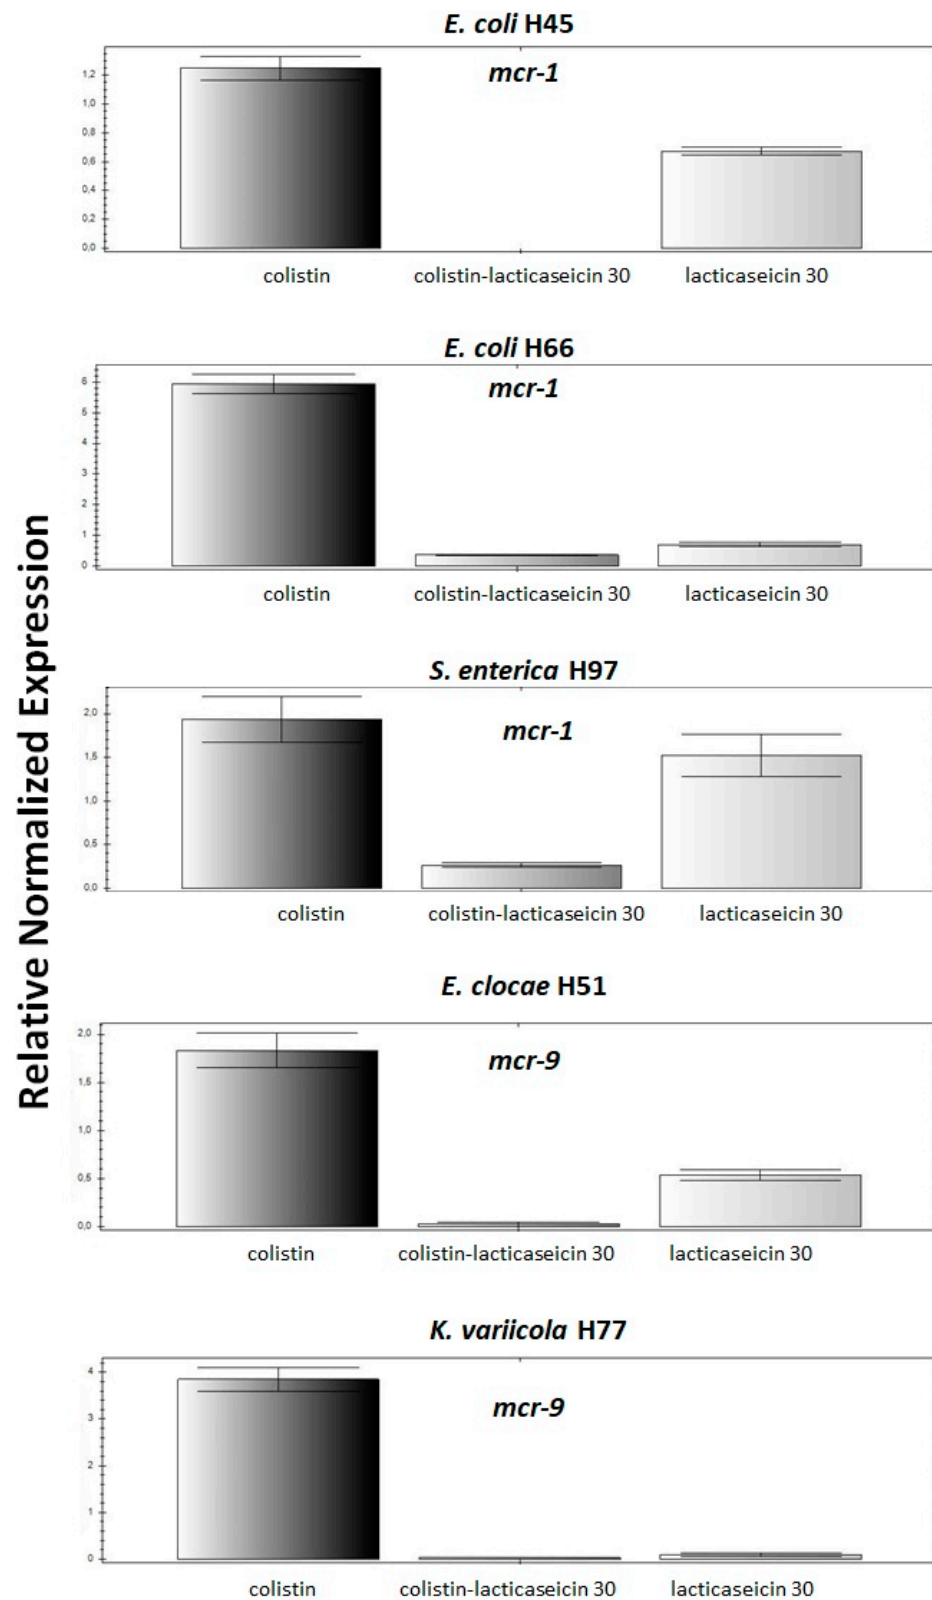 Relative Normalized Expression
E. coli H45
mcr-1
1,2
1,0
0,8
0,6
0,4
0,2
0,0
colistin colistin-lacticaseicin 30 lacticaseicin 30
E. coli H66
mcr-1
6
5
4
3
2
1
0
colistin colistin-lacticaseicin 30 lacticaseicin 30
S. enterica H97
mcr-1
2,0
1,5
1,0
0,5
0,0
colistin colistin-lacticaseicin 30 lacticaseicin 30
E. clocae H51
mcr-9
2,0
1,5
1,0
0,5
0,0
colistin colistin-lacticaseicin 30 lacticaseicin 30
K. variicola H77
mcr-9
4
3
2
1
0
colistin colistin-lacticaseicin 30 lacticaseicin 30